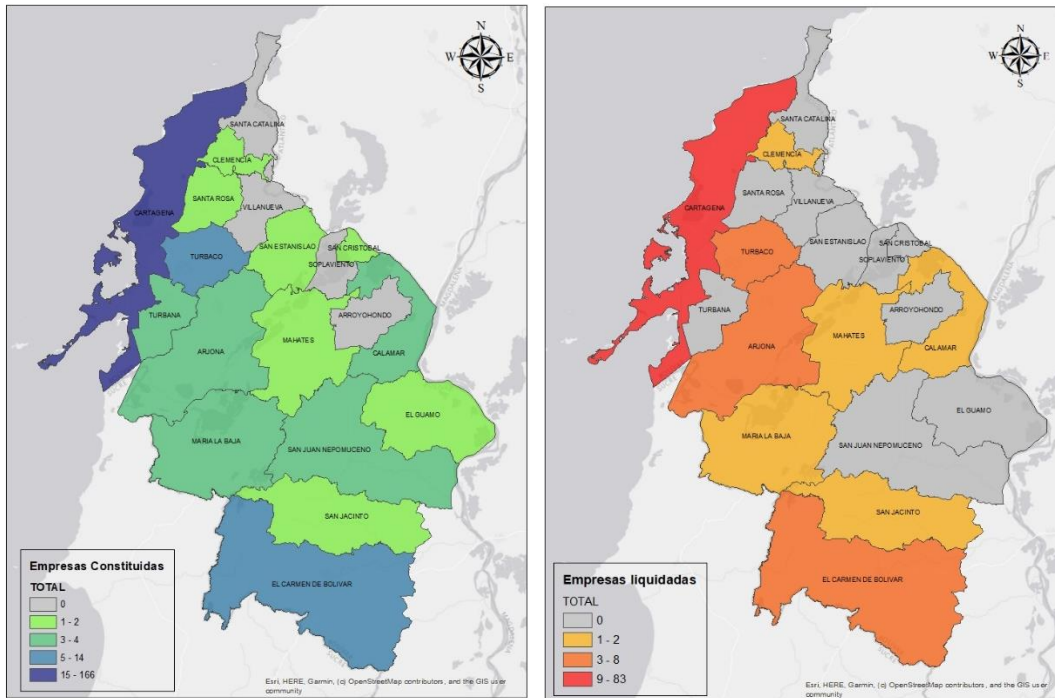 N
W E
S
SANTA CATALINA
CLEMENCIA
SANTA ROSA
VILLANUEVA
CARTAGENA
SAN ESTANISLAO
SAN CRISTOBAL
TURBACO
SOPLAVIENTO
TURBANA
ARROYOHONDO
ARJONA
MAHATES
CALAMAR
EL GUAMO
MARIA LA BAJA
SAN JUAN NEPOMUCENO
SAN JACINTO
EL CARMEN DE BOLIVAR
Empresas Constituidas
TOTAL
0
1 - 2
3 - 4
5 - 14
15 - 166
Esri, HERE, Garmin, (c) OpenStreetMap contributors, and the GIS user
community
N
W E
S
SANTA CATALINA
CLEMENCIA
SANTA ROSA
VILLANUEVA
CARTAGENA
SAN ESTANISLAO
SAN CRISTOBAL
TURBACO
SOPLAVIENTO
TURBANA
ARROYOHONDO
ARJONA
MAHATES
CALAMAR
EL GUAMO
MARIA LA BAJA
SAN JUAN NEPOMUCENO
SAN JACINTO
EL CARMEN DE BOLIVAR
Empresas liquidadas
TOTAL
0
1 - 2
3 - 8
9 - 83
Esri, HERE, Garmin, (c) OpenStreetMap contributors, and the GIS user
community